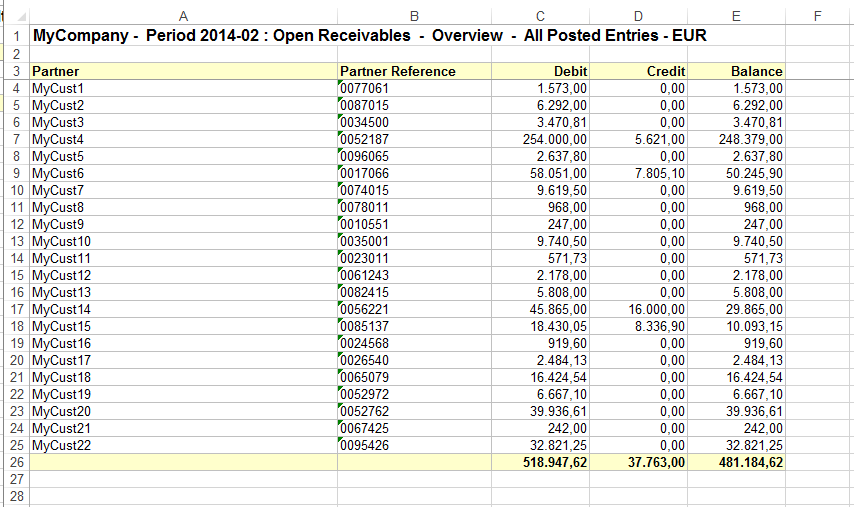 A B C D E F
1 MyCompany - Period 2014-02 : Open Receivables - Overview - All Posted Entries - EUR
2
3 Partner Partner Reference Debit Credit Balance
4 MyCust1 0077061 1.573,00 0,00 1.573,00
5 MyCust2 0087015 6.292,00 0,00 6.292,00
6 MyCust3 0034500 3.470,81 0,00 3.470,81
7 MyCust4 0052187 254.000,00 5.621,00 248.379,00
8 MyCust5 0096065 2.637,80 0,00 2.637,80
9 MyCust6 0017066 58.051,00 7.805,10 50.245,90
10 MyCust7 0074015 9.619,50 0,00 9.619,50
11 MyCust8 0078011 968,00 0,00 968,00
12 MyCust9 0010551 247,00 0,00 247,00
13 MyCust10 0035001 9.740,50 0,00 9.740,50
14 MyCust11 0023011 571,73 0,00 571,73
15 MyCust12 0061243 2.178,00 0,00 2.178,00
16 MyCust13 0082415 5.808,00 0,00 5.808,00
17 MyCust14 0056221 45.865,00 16.000,00 29.865,00
18 MyCust15 0085137 18.430,05 8.336,90 10.093,15
19 MyCust16 0024568 919,60 0,00 919,60
20 MyCust17 0026540 2.484,13 0,00 2.484,13
21 MyCust18 0065079 16.424,54 0,00 16.424,54
22 MyCust19 0052972 6.667,10 0,00 6.667,10
23 MyCust20 0052762 39.936,61 0,00 39.936,61
24 MyCust21 0067425 242,00 0,00 242,00
25 MyCust22 0095426 32.821,25 0,00 32.821,25
26 518.947,62 37.763,00 481.184,62
27
28